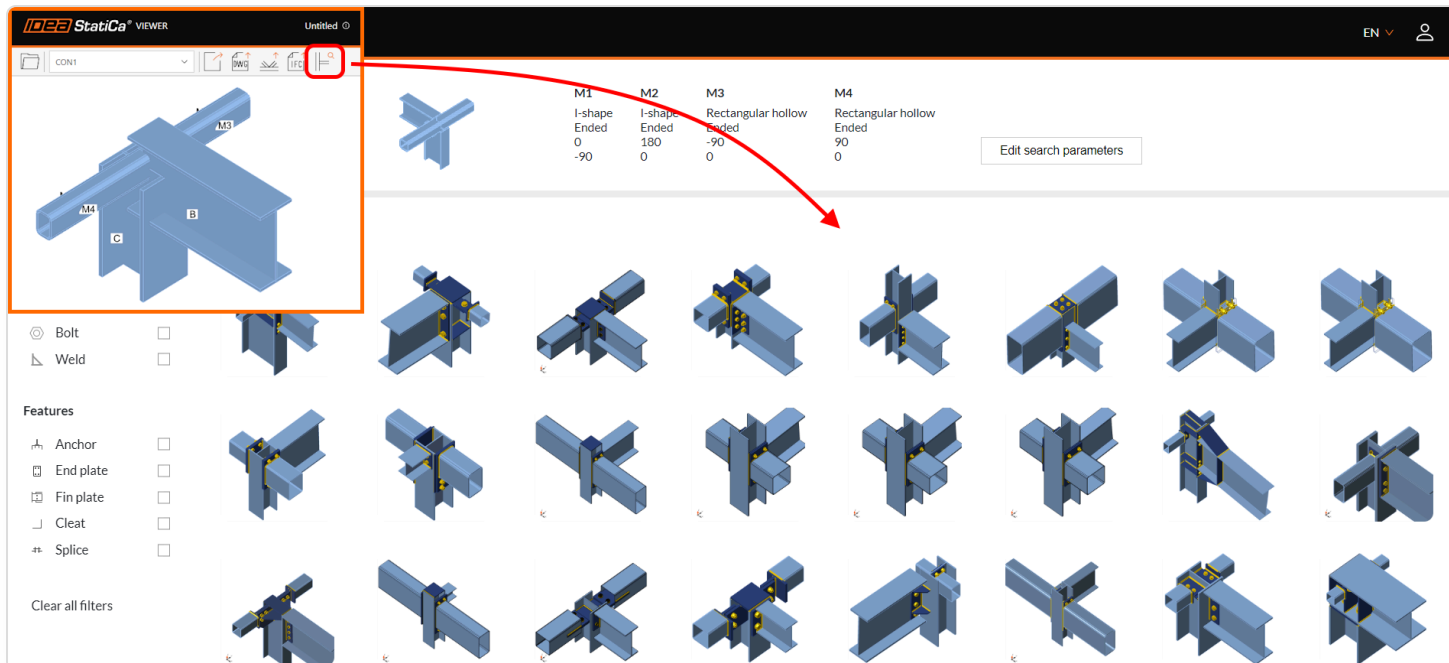 IDEA StatiCa® VIEWER
Untitled
EN
CON1
DWG
IFC
M3
M4
B
C
M1 M2 M3 M4
I-shape I-shape Rectangular hollow Rectangular hollow
Ended Ended Ended Ended
0 180 -90 90
-90 0 0 0
Edit search parameters
Bolt
Weld
Features
Anchor
End plate
Fin plate
Cleat
Splice
Clear all filters